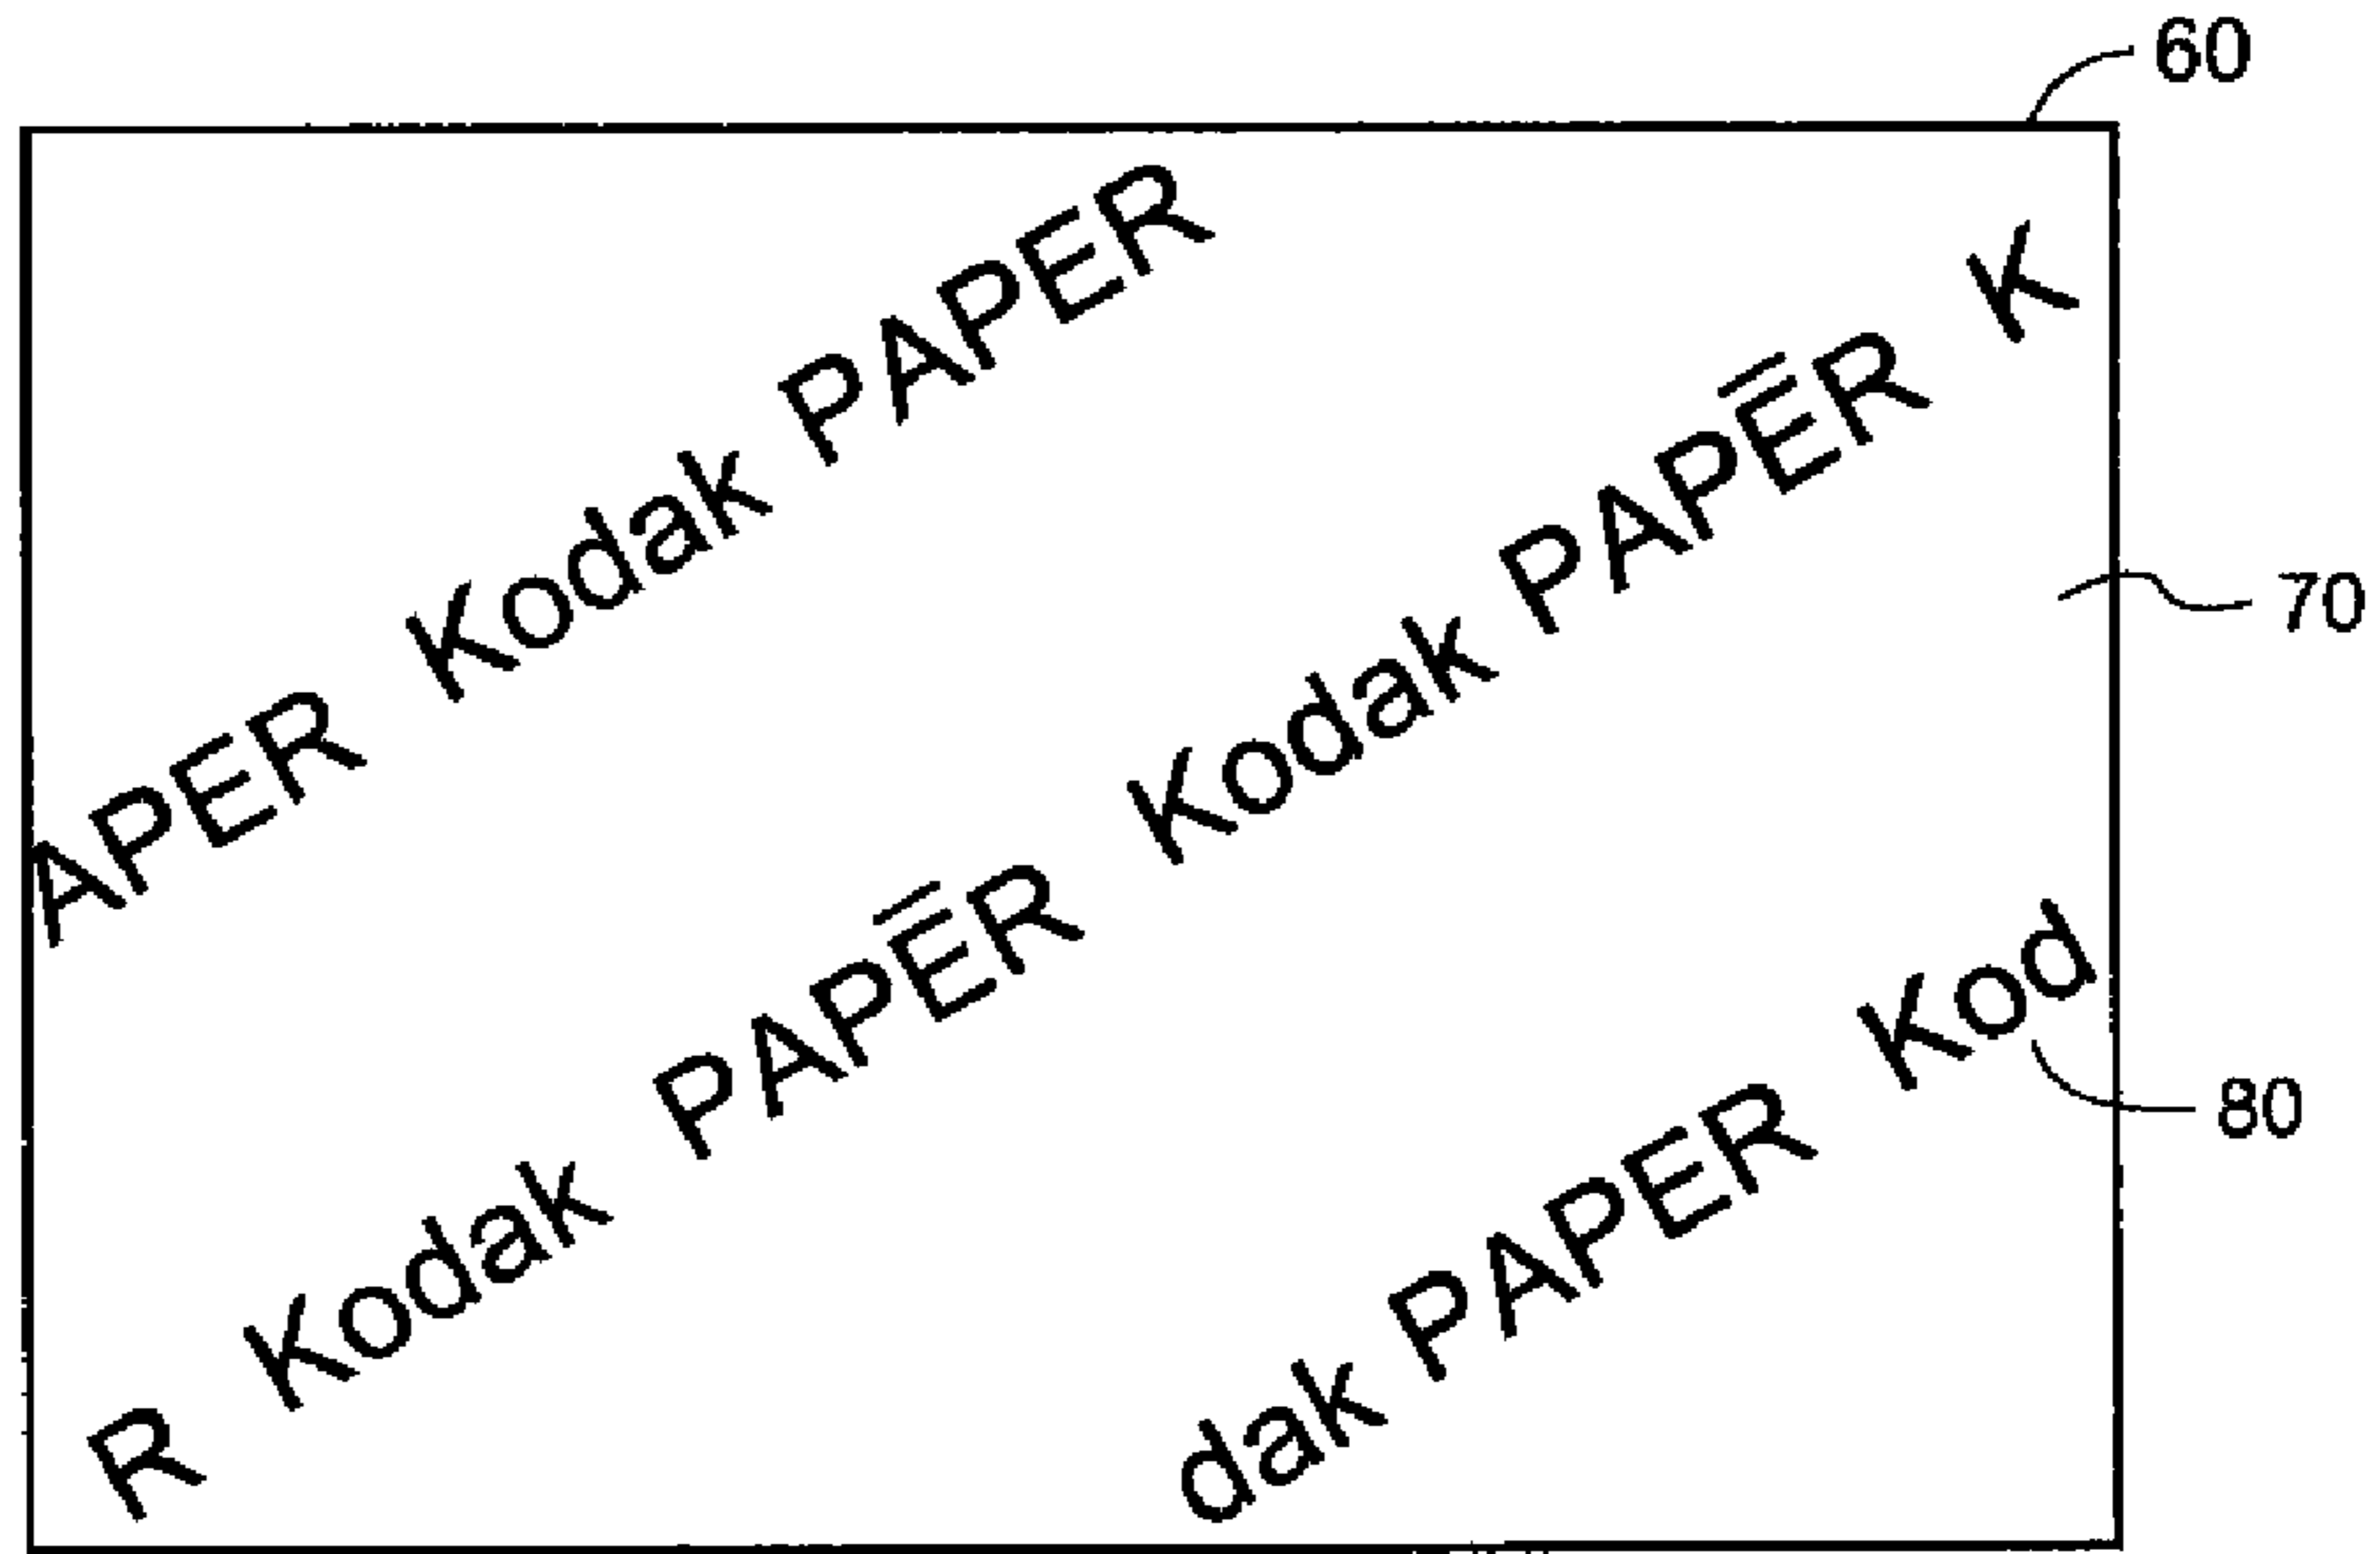 60
APER Kodak PAPER
R Kodak PAPĒR Kodak PAPĒR K
70
dak PAPER Kod
80